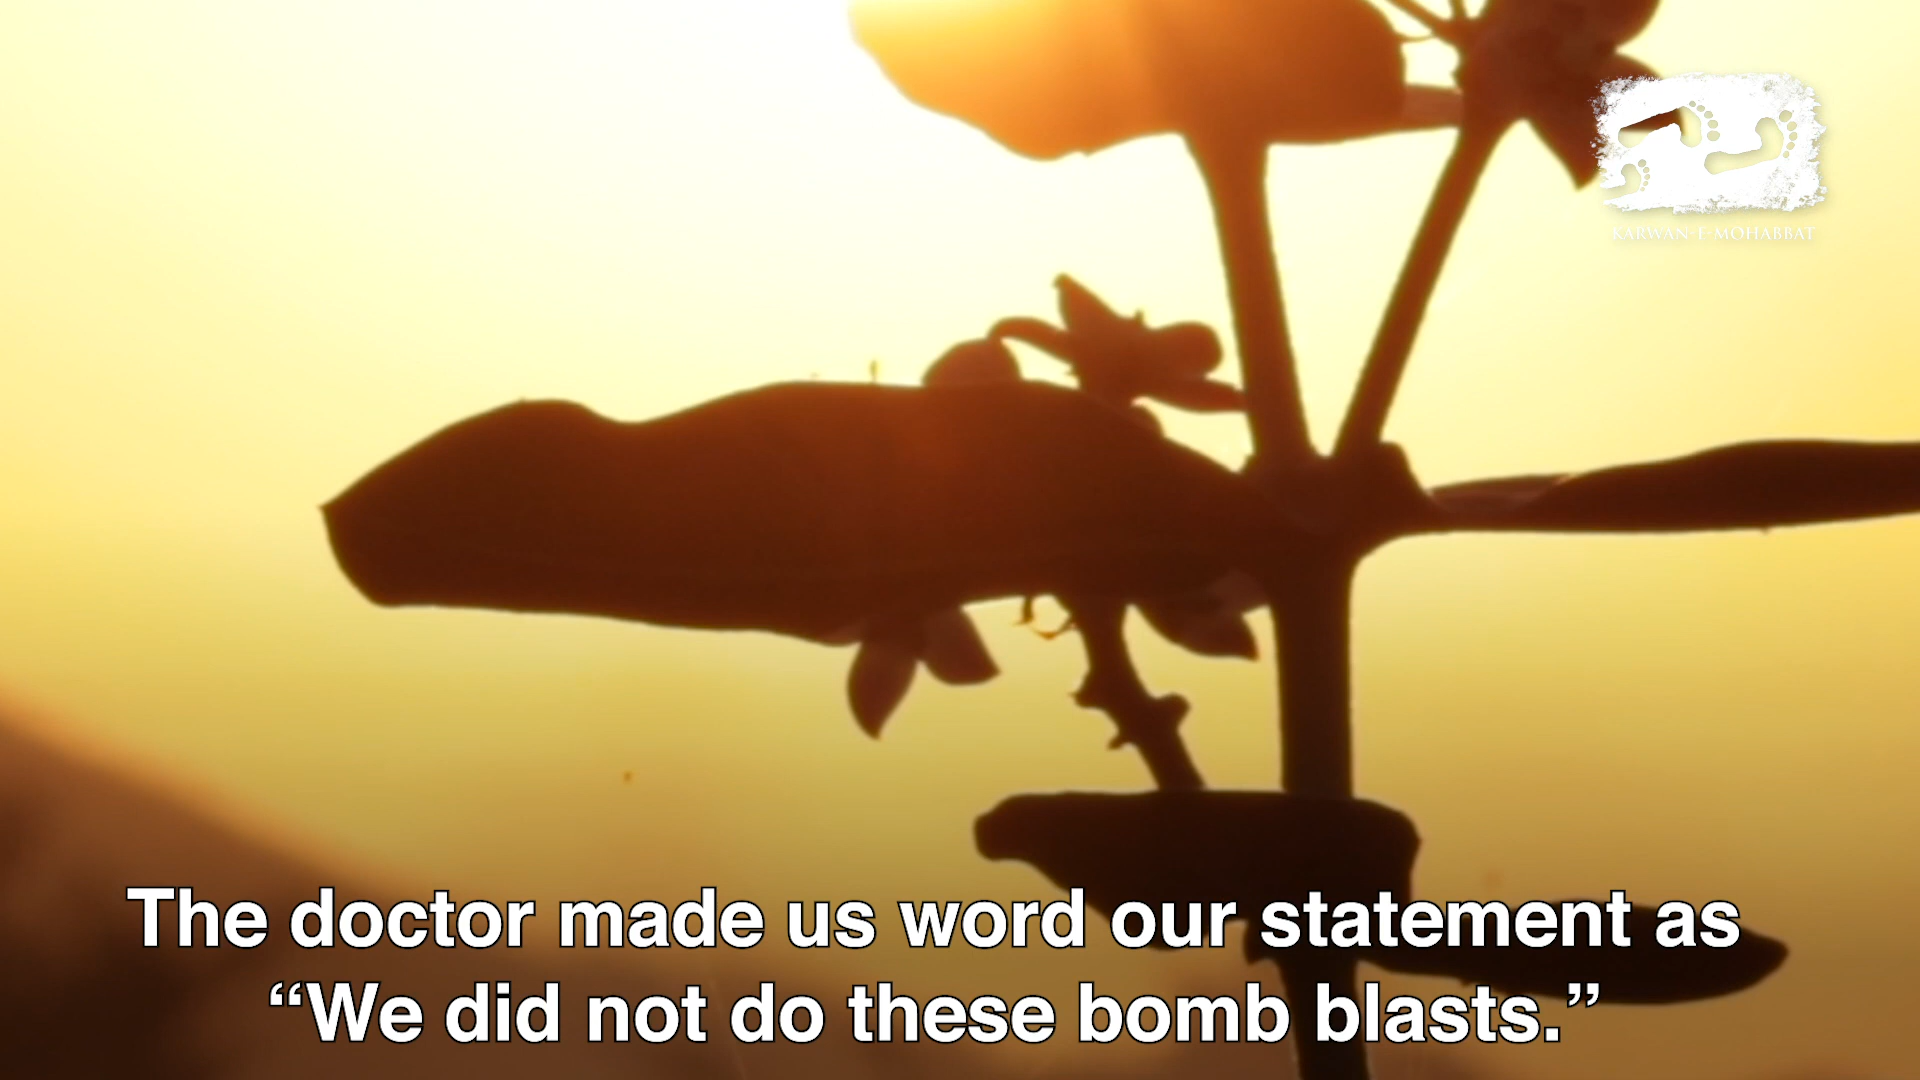 KARWAN-E-MOHABBAT
The doctor made us word our statement as
“We did not do these bomb blasts.”